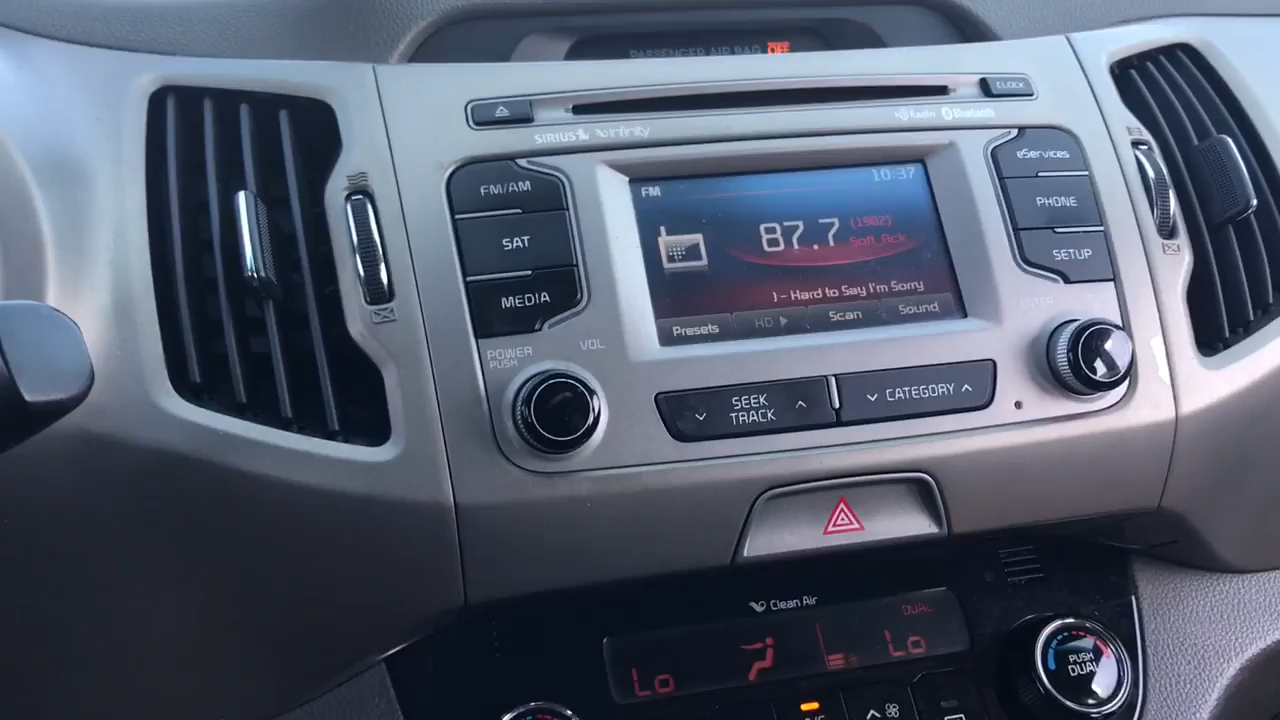 PASSENGER AIR BAG OFF
CLOCK
SIRIUS infinity
HD Radio Bluetooth
FM/AM
SAT
MEDIA
FM
10:37
87.7
(1982)
Soft Rck
) - Hard to Say I'm Sorry
Presets
HD
Scan
Sound
eServices
PHONE
SETUP
POWER
PUSH
VOL
SEEK
TRACK
CATEGORY
Clean Air
DUAL
Lo
Lo
PUSH
DUAL